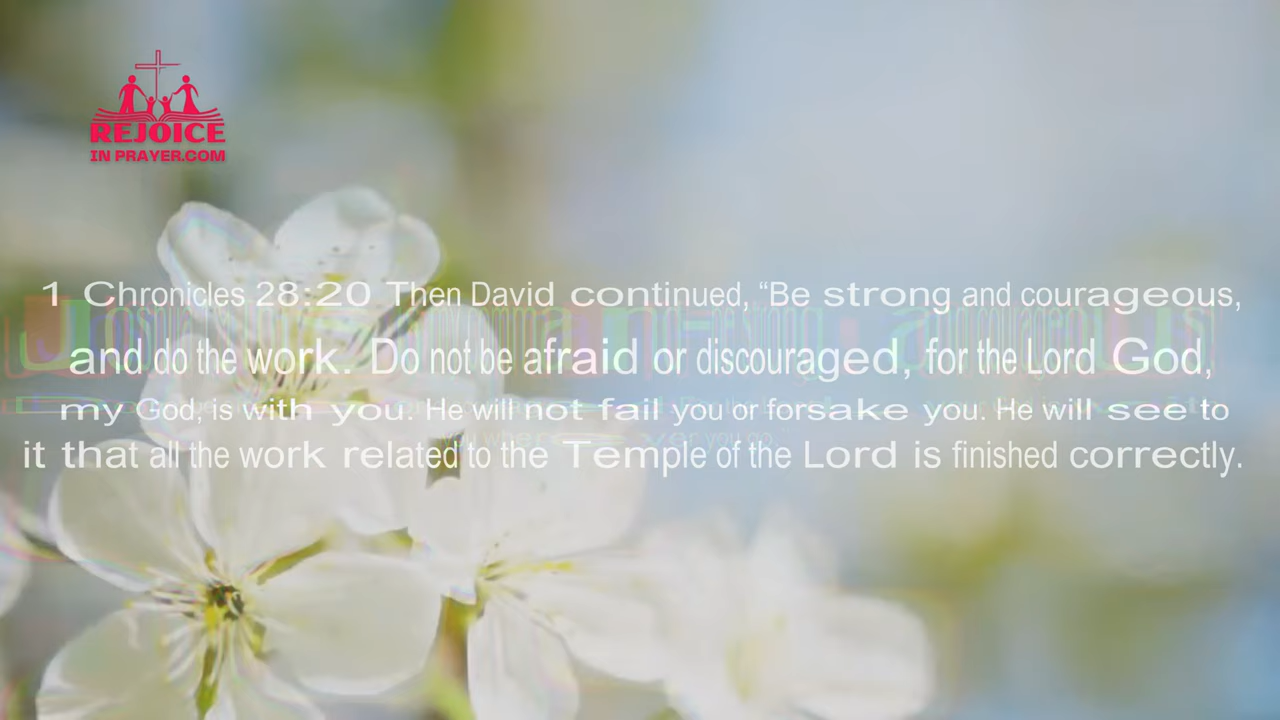 REJOICE
IN PRAYER.COM
1 Chronicles 28:20 Then David continued, “Be strong and courageous,
and do the work. Do not be afraid or discouraged, for the Lord God,
my God, is with you. He will not fail you or forsake you. He will see to
it that all the work related to the Temple of the Lord is finished correctly.